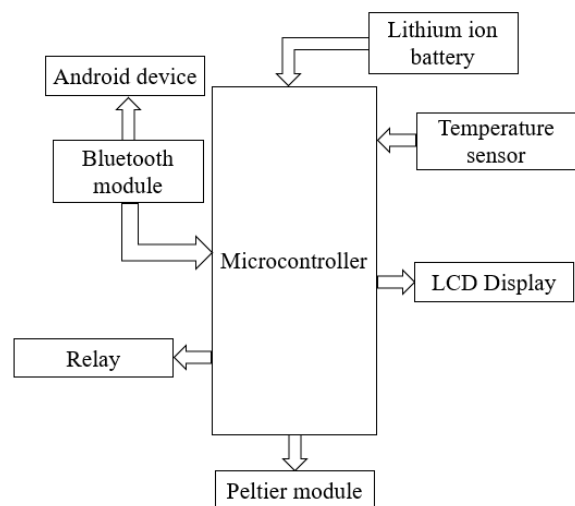 Lithium ion
battery
Android device
Temperature
sensor
Bluetooth
module
Microcontroller
LCD Display
Relay
Peltier module